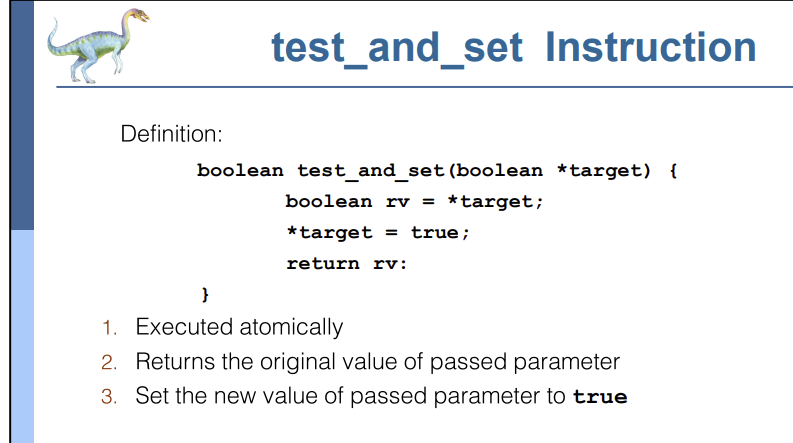 test_and_set Instruction
Definition:
boolean test_and_set(boolean *target) {
boolean rv = *target;
*target = true;
return rv:
}
1. Executed atomically
2. Returns the original value of passed parameter
3. Set the new value of passed parameter to true